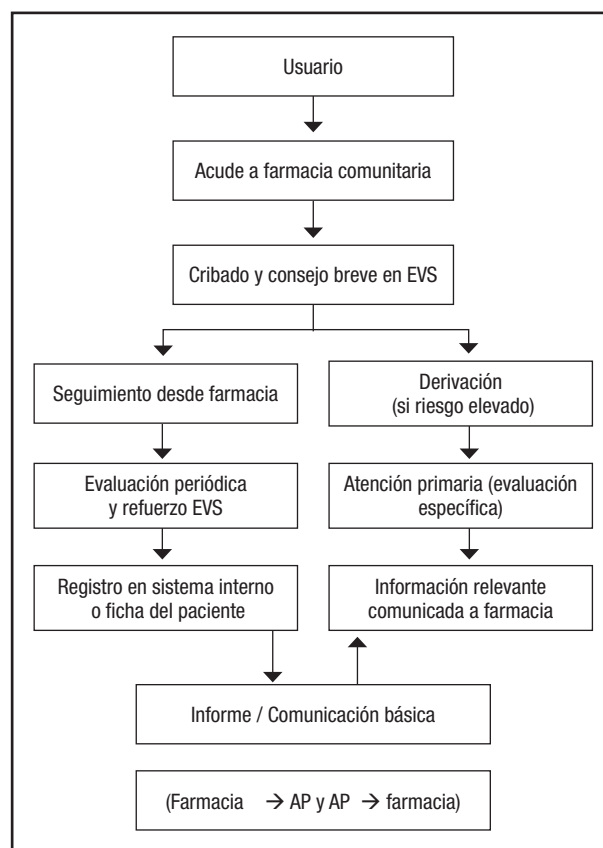 Usuario
Acude a farmacia comunitaria
Cribado y consejo breve en EVS
Seguimiento desde farmacia
Derivación
(si riesgo elevado)
Evaluación periódica
y refuerzo EVS
Atención primaria (evaluación
específica)
Registro en sistema interno
o ficha del paciente
Información relevante
comunicada a farmacia
Informe / Comunicación básica
(Farmacia → AP y AP → farmacia)